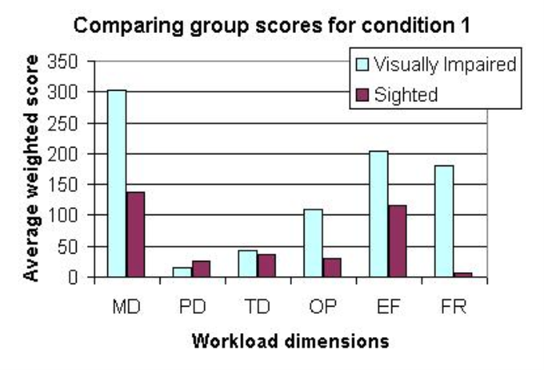 Comparing group scores for condition 1
Visually Impaired
Sighted
Average weighted score
350
300
250
200
150
100
50
0
MD PD TD OP EF FR
Workload dimensions